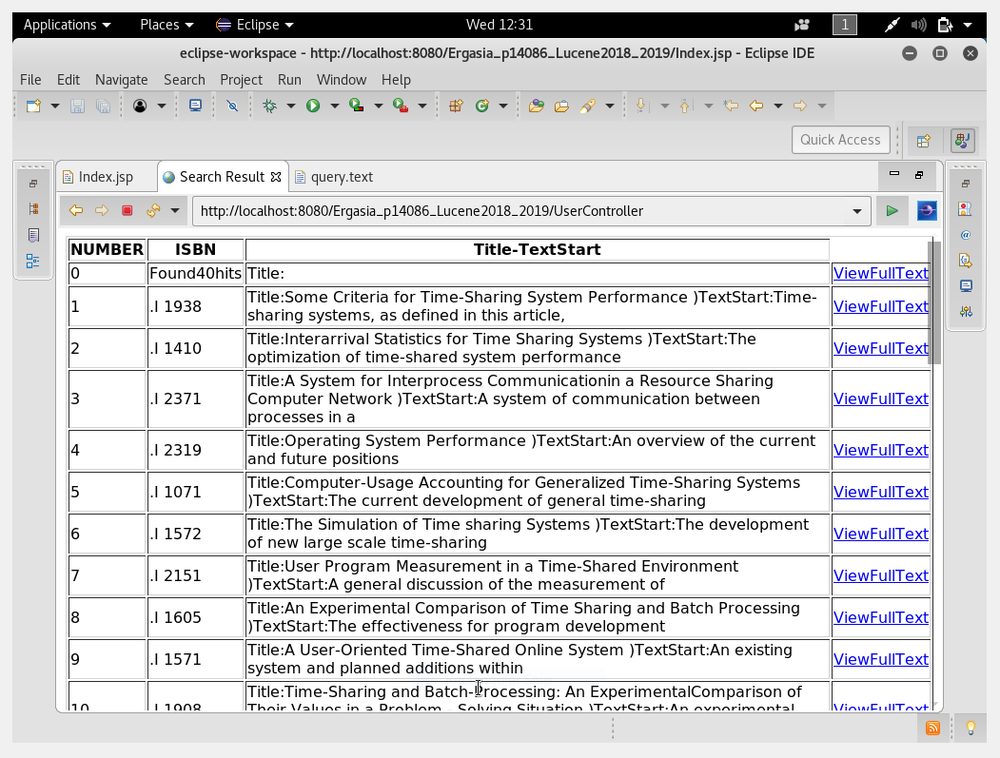 Applications Places Eclipse Wed 12:31 1
eclipse-workspace - http://localhost:8080/Ergasia_p14086_Lucene2018_2019/Index.jsp - Eclipse IDE
File Edit Navigate Search Project Run Window Help
Quick Access
Index.jsp Search Result query.text
http://localhost:8080/Ergasia_p14086_Lucene2018_2019/UserController
NUMBER ISBN Title-TextStart
0 Found40hits Title: ViewFullText
1 .I 1938 Title:Some Criteria for Time-Sharing System Performance )TextStart:Time-
sharing systems, as defined in this article, ViewFullText
2 .I 1410 Title:Interarrival Statistics for Time Sharing Systems )TextStart:The
optimization of time-shared system performance ViewFullText
3 .I 2371 Title:A System for Interprocess Communicationin a Resource Sharing
Computer Network )TextStart:A system of communication between
processes in a ViewFullText
4 .I 2319 Title:Operating System Performance )TextStart:An overview of the current
and future positions ViewFullText
5 .I 1071 Title:Computer-Usage Accounting for Generalized Time-Sharing Systems
)TextStart:The current development of general time-sharing ViewFullText
6 .I 1572 Title:The Simulation of Time sharing Systems )TextStart:The development
of new large scale time-sharing ViewFullText
7 .I 2151 Title:User Program Measurement in a Time-Shared Environment
)TextStart:A general discussion of the measurement of ViewFullText
8 .I 1605 Title:An Experimental Comparison of Time Sharing and Batch Processing
)TextStart:The effectiveness for program development ViewFullText
9 .I 1571 Title:A User-Oriented Time-Shared Online System )TextStart:An existing
system and planned additions within ViewFullText
10 .I 1908 Title:Time-Sharing and Batch-Processing: An ExperimentalComparison of
Their Values in a Problem - Solving Situation )TextStart:An experimental ViewFullText